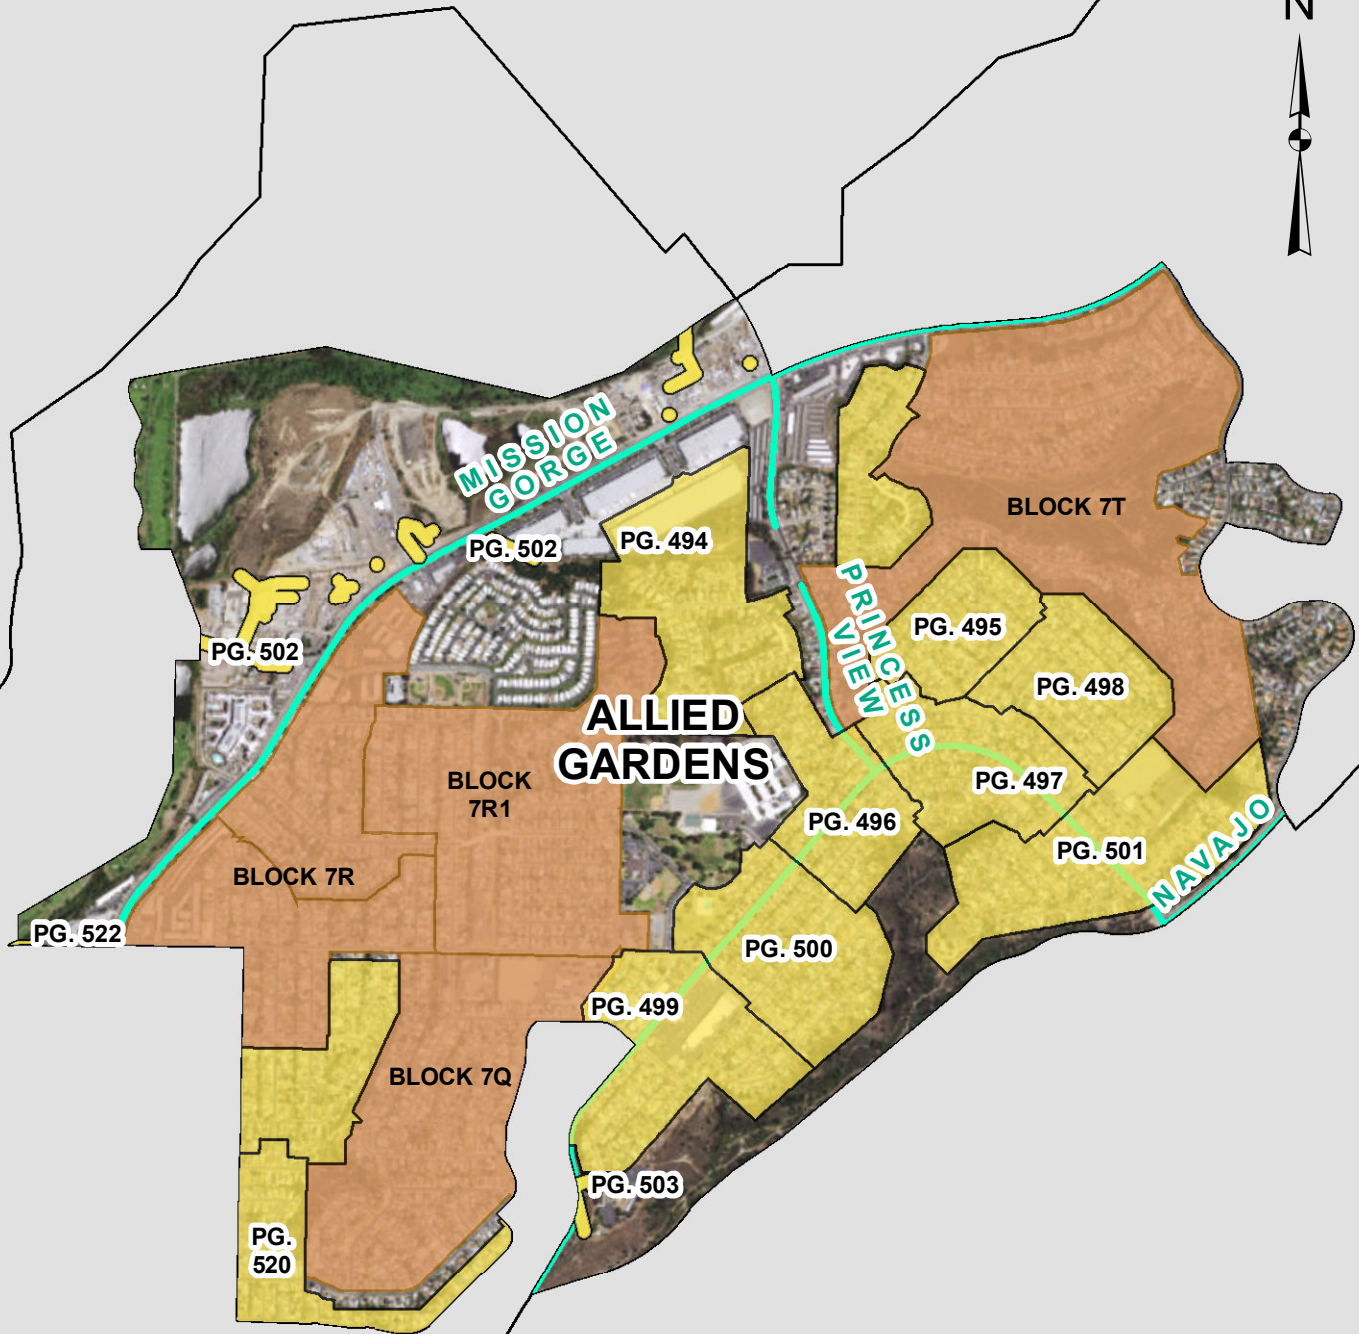 N
MISSION
GORGE
BLOCK 7T
PG. 502
PG. 494
PRINCESS
VIEW
PG. 495
PG. 502
PG. 498
ALLIED
GARDENS
BLOCK
7R1
PG. 497
PG. 496
PG. 501
NAVAJO
BLOCK 7R
PG. 522
PG. 500
PG. 499
BLOCK 7Q
PG. 503
PG.
520